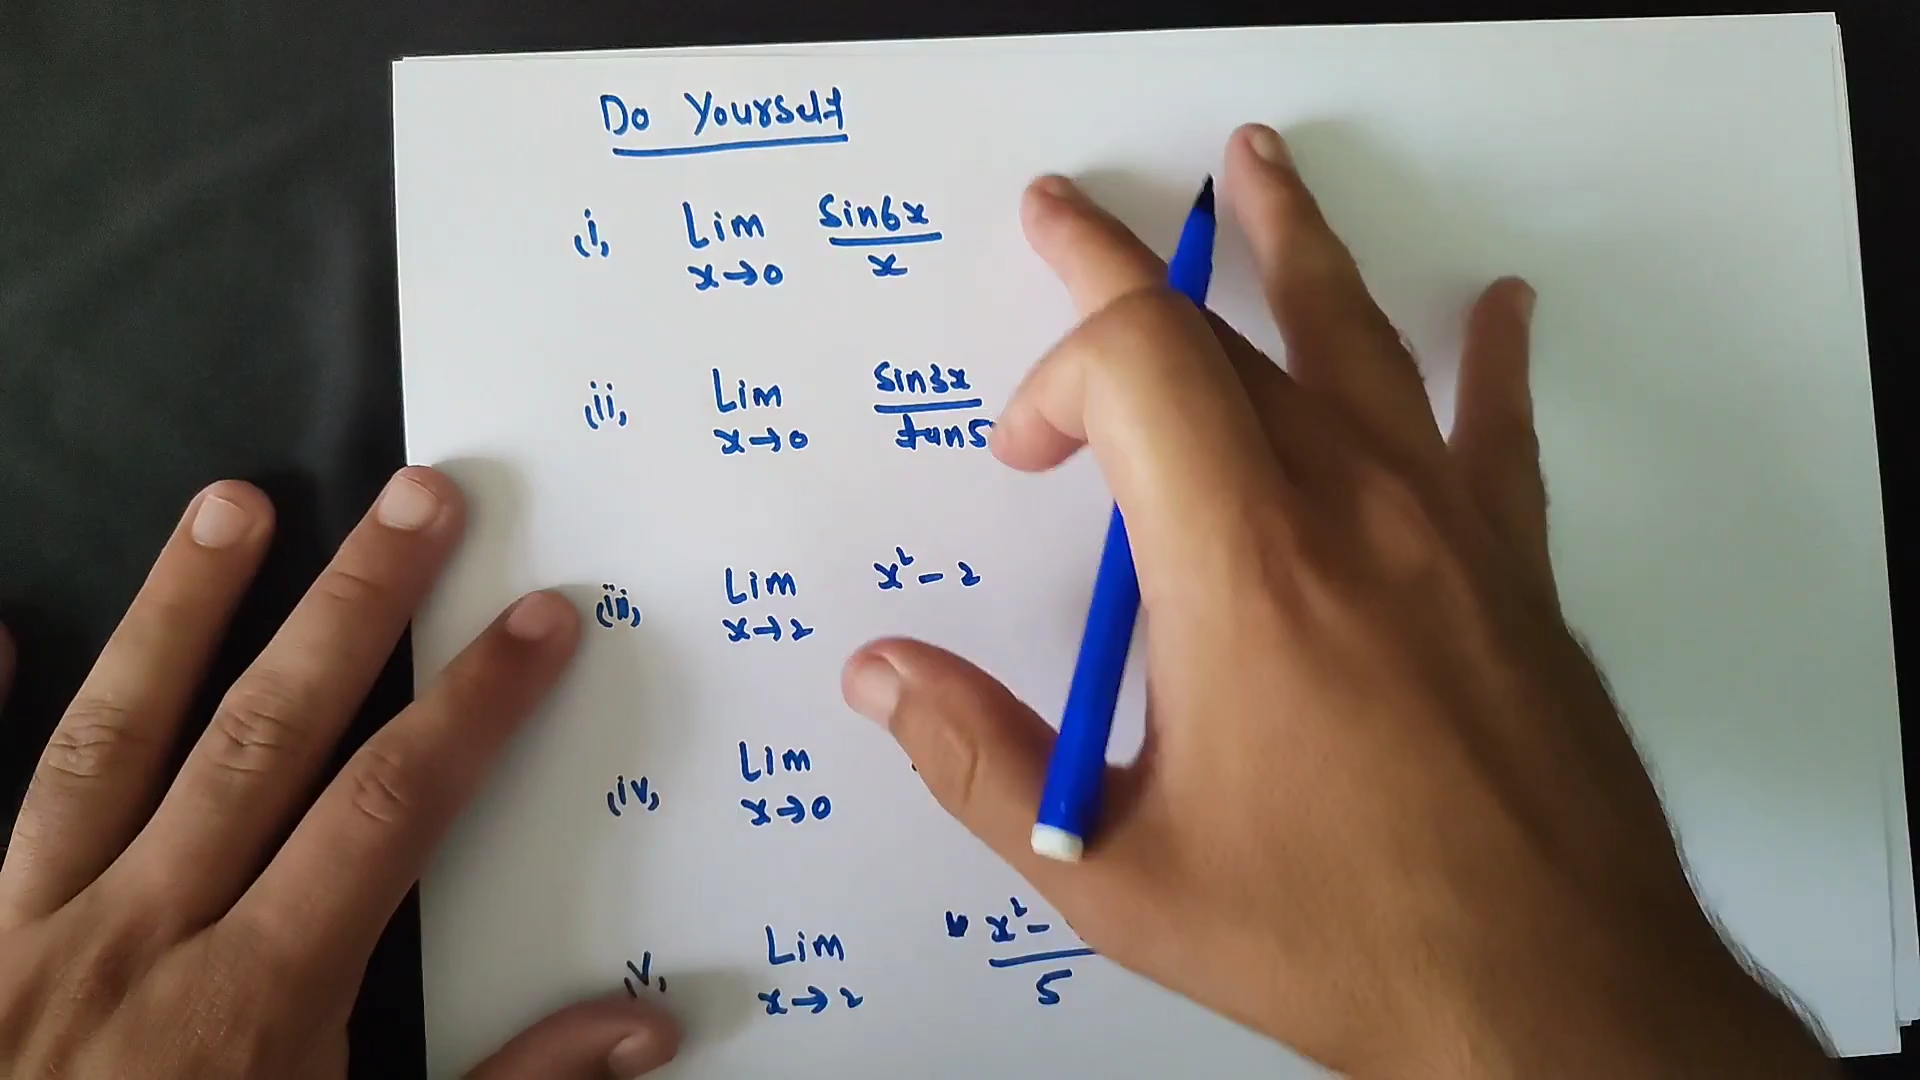 Do Yourself
(i) Lim x→0 sin6x/x
(ii) Lim x→0 sin3x/tan5
(iii) Lim x→2 x² - 2
(iv) Lim x→0
(v) Lim x→2 x² - /5